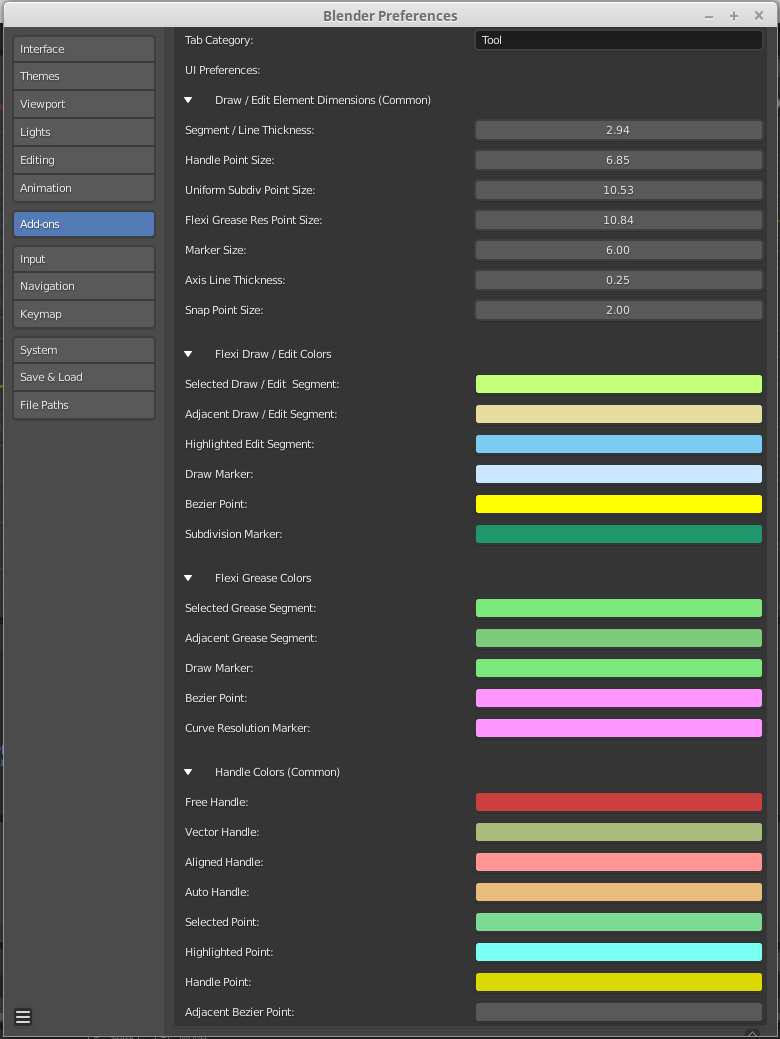 Blender Preferences
Interface
Themes
Viewport
Lights
Editing
Animation
Add-ons
Input
Navigation
Keymap
System
Save & Load
File Paths
Tab Category: Tool
UI Preferences:
Draw / Edit Element Dimensions (Common)
Segment / Line Thickness: 2.94
Handle Point Size: 6.85
Uniform Subdiv Point Size: 10.53
Flexi Grease Res Point Size: 10.84
Marker Size: 6.00
Axis Line Thickness: 0.25
Snap Point Size: 2.00
Flexi Draw / Edit Colors
Selected Draw / Edit  Segment:
Adjacent Draw / Edit Segment:
Highlighted Edit Segment:
Draw Marker:
Bezier Point:
Subdivision Marker:
Flexi Grease Colors
Selected Grease Segment:
Adjacent Grease Segment:
Draw Marker:
Bezier Point:
Curve Resolution Marker:
Handle Colors (Common)
Free Handle:
Vector Handle:
Aligned Handle:
Auto Handle:
Selected Point:
Highlighted Point:
Handle Point:
Adjacent Bezier Point: